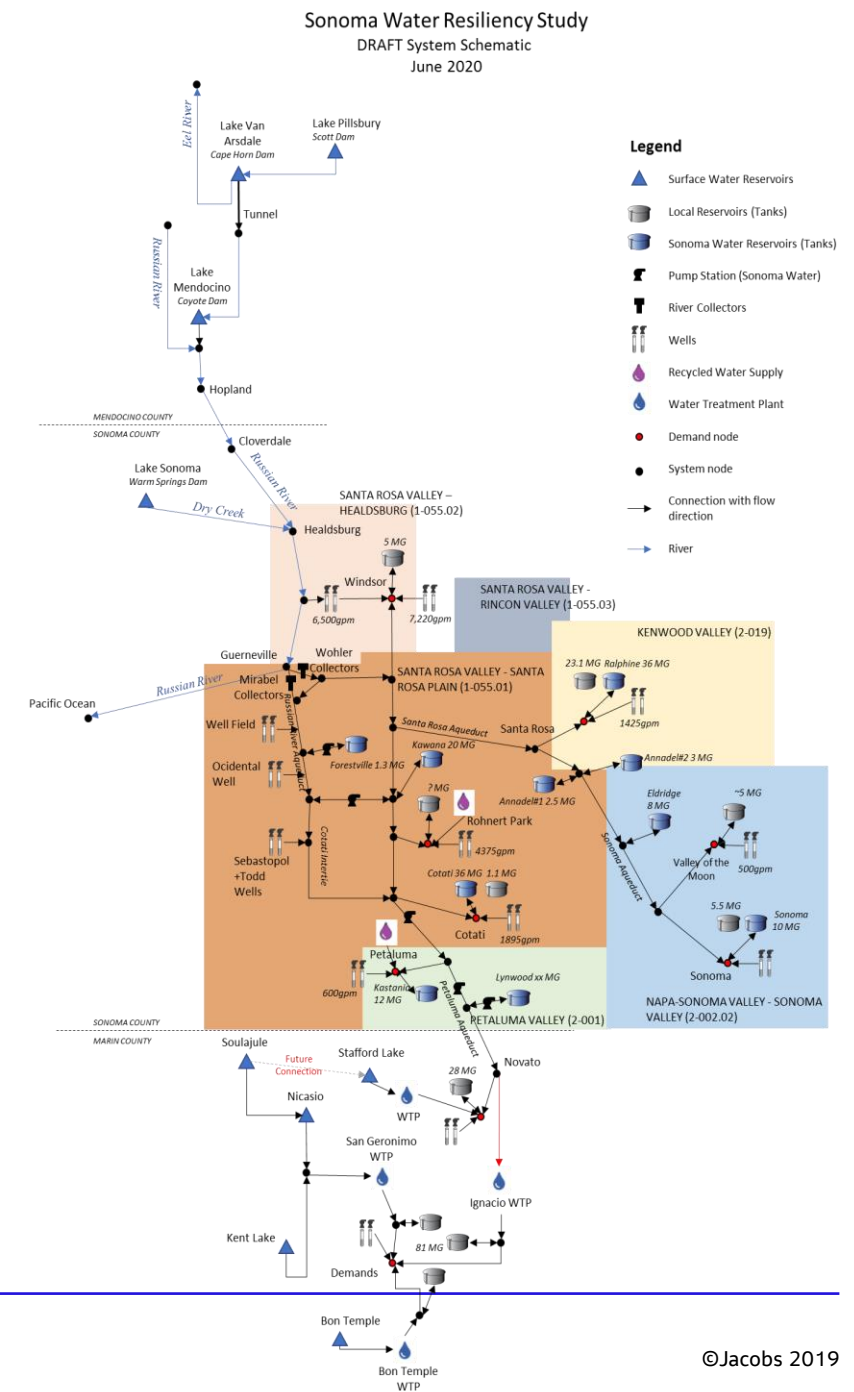 Sonoma Water Resiliency Study
DRAFT System Schematic
June 2020
Eel River
Lake Van
Arsdale
Cape Horn Dam
Lake Pillsbury
Scott Dam
Tunnel
Russian River
Lake
Mendocino
Coyote Dam
Hopland
MENDOCINO COUNTY
SONOMA COUNTY
Cloverdale
Legend
Surface Water Reservoirs
Local Reservoirs (Tanks)
Sonoma Water Reservoirs (Tanks)
Pump Station (Sonoma Water)
River Collectors
Wells
Recycled Water Supply
Water Treatment Plant
Demand node
System node
Connection with flow
direction
River
Lake Sonoma
Warm Springs Dam
Russian River
Dry Creek
Healdsburg
SANTA ROSA VALLEY –
HEALDSBURG (1-055.02)
5 MG
Windsor
6,500gpm
7,220gpm
SANTA ROSA VALLEY -
RINCON VALLEY (1-055.03)
KENWOOD VALLEY (2-019)
Guerneville
Wohler
Collectors
Mirabel
Collectors
SANTA ROSA VALLEY - SANTA
ROSA PLAIN (1-055.01)
23.1 MG
Ralphine 36 MG
Russian River
Pacific Ocean
Russian River Aqueduct
Well Field
Santa Rosa Aqueduct
Santa Rosa
1425gpm
Forestville 1.3 MG
Kawana 20 MG
Ocidental
Well
Annadel#2 3 MG
Annadel#1 2.5 MG
? MG
Rohnert Park
4375gpm
Eldridge
8 MG
~5 MG
Valley of the
Moon
500gpm
Sonoma Aqueduct
Cotati Intertie
Sebastopol
+Todd
Wells
Cotati 36 MG
1.1 MG
Cotati
1895gpm
5.5 MG
Sonoma
10 MG
Sonoma
Petaluma
600gpm
Kastania
12 MG
Lynwood xx MG
Petaluma Aqueduct
PETALUMA VALLEY (2-001)
NAPA-SONOMA VALLEY - SONOMA
VALLEY (2-002.02)
SONOMA COUNTY
MARIN COUNTY
Soulajule
Future
Connection
Stafford Lake
Novato
28 MG
Nicasio
WTP
San Geronimo
WTP
Ignacio WTP
Kent Lake
81 MG
Demands
Bon Temple
Bon Temple
WTP
©Jacobs 2019